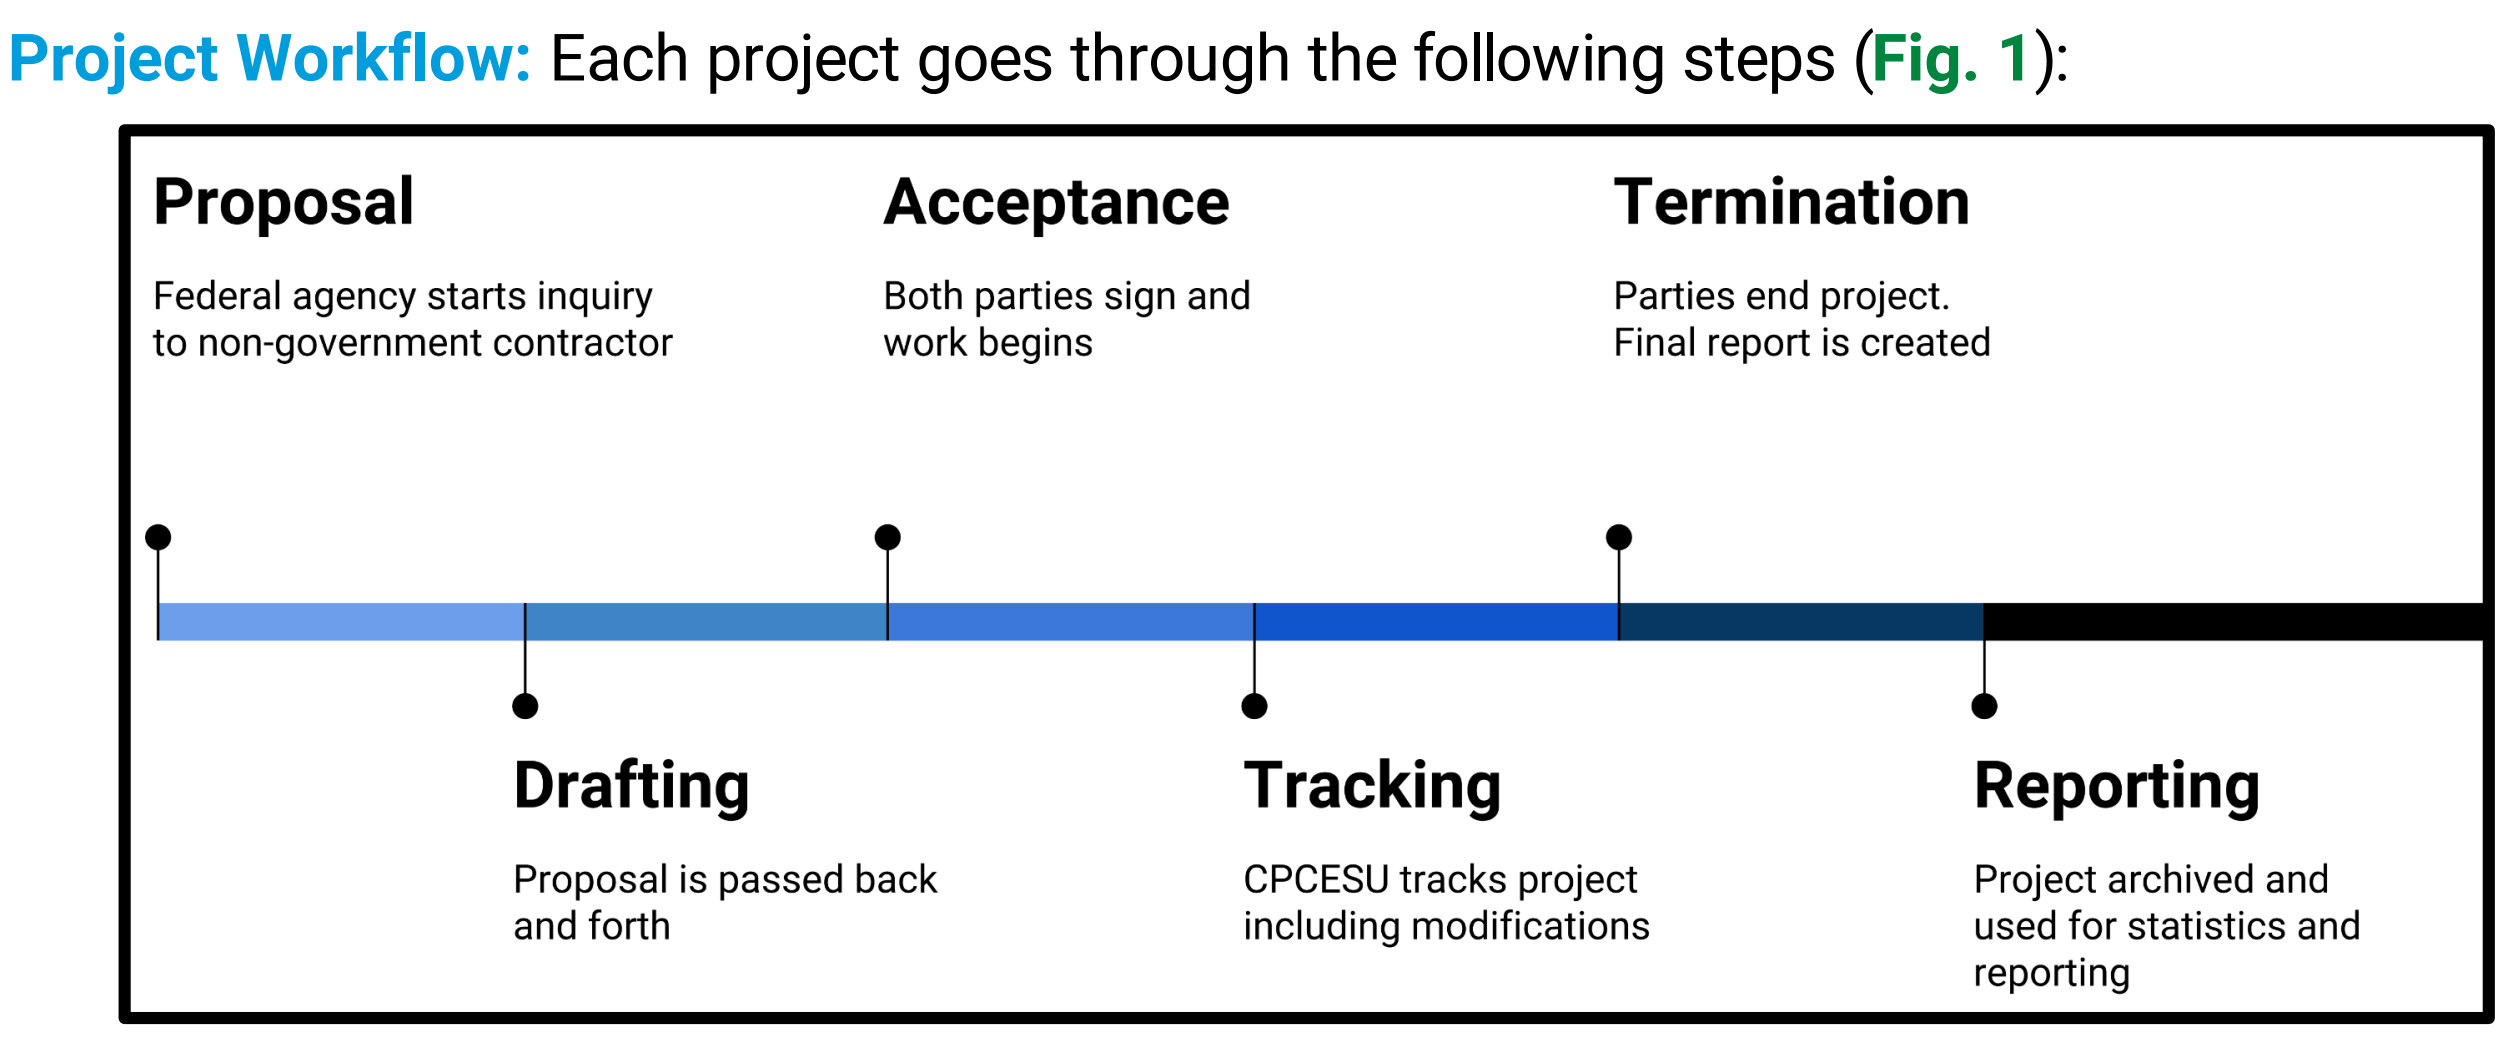 Project Workflow: Each project goes through the following steps (Fig. 1):
Proposal
Federal agency starts inquiry
to non-government contractor
Acceptance
Both parties sign and
work begins
Termination
Parties end project.
Final report is created
Drafting
Proposal is passed back
and forth
Tracking
CPCESU tracks project
including modifications
Reporting
Project archived and
used for statistics and
reporting